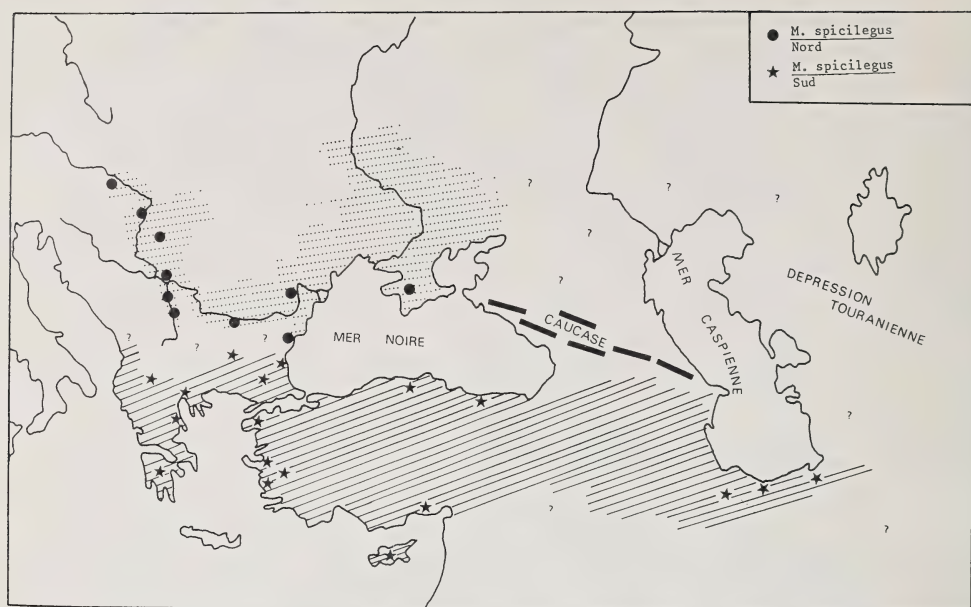 M. spicilegus
Nord
M. spicilegus
Sud
?
?
?
?
?
MER
CASPIENNE
DEPRESSION
TOURANIENNE
CAUCASE
MER NOIRE
?
?
?
?
?
?